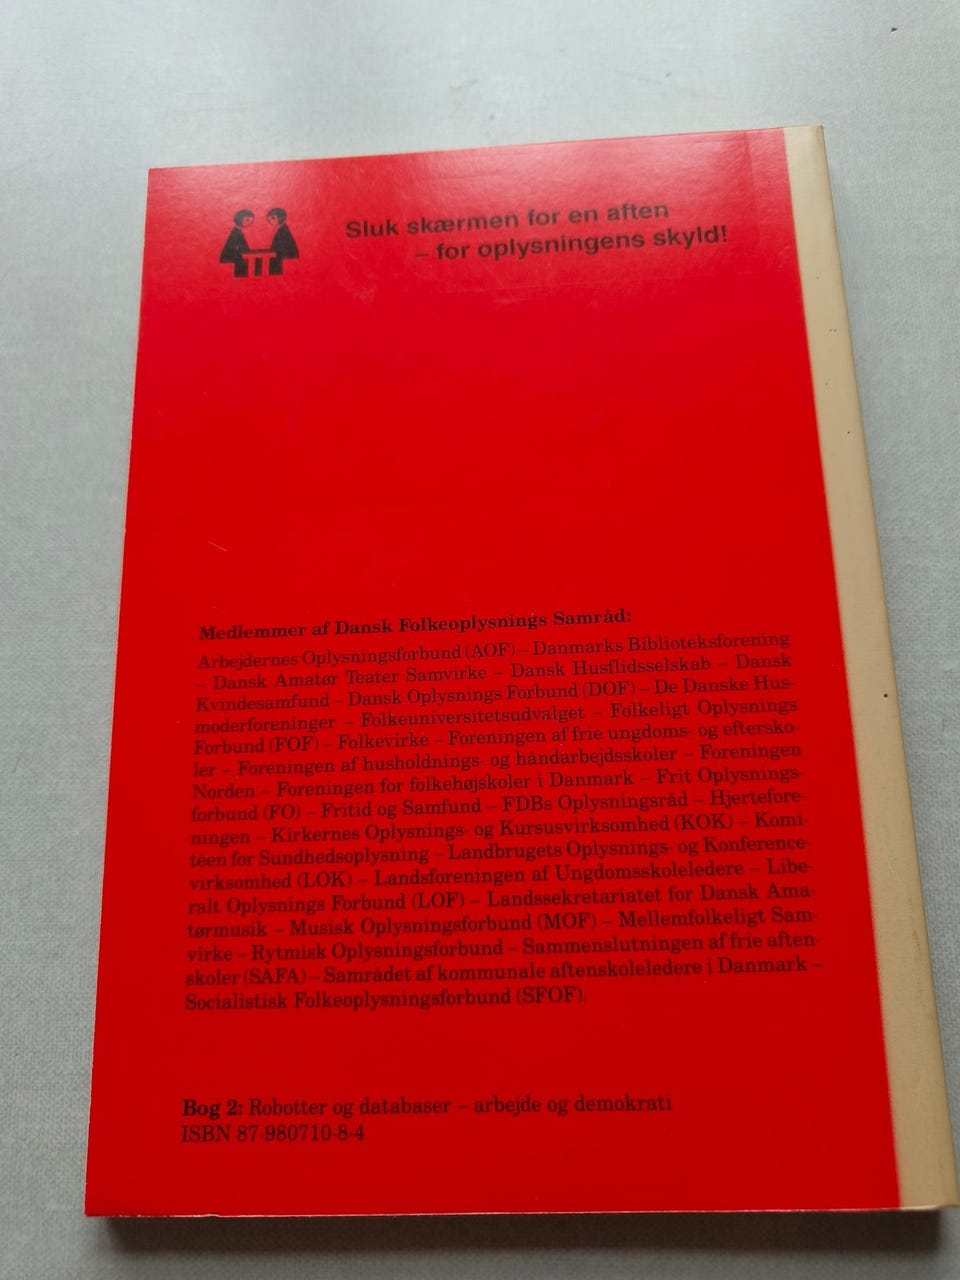 Sluk skærmen for en aften
– for oplysningens skyld!
Medlemmer af Dansk Folkeoplysnings Samråd:
Arbejdernes Oplysningsforbund (AOF) – Danmarks Biblioteksforening
– Dansk Amatør Teater Samvirke – Dansk Husflidsselskab – Dansk
Kvindesamfund – Dansk Oplysnings Forbund (DOF) – De Danske Hus-
moderforeninger – Folkeuniversitetsudvalget – Folkeligt Oplysnings
Forbund (FOF) – Folkevirke – Foreningen af frie ungdoms- og eftersko-
ler – Foreningen af husholdnings- og håndarbejdsskoler – Foreningen
Norden – Foreningen for folkehøjskoler i Danmark – Frit Oplysnings-
forbund (FO) – Fritid og Samfund – FDBs Oplysningsråd – Hjertefore-
ningen – Kirkernes Oplysnings- og Kursusvirksomhed (KOK) – Komi-
téen for Sundhedsoplysning – Landbrugets Oplysnings- og Konference-
virksomhed (LOK) – Landsforeningen af Ungdomsskoleledere – Libe-
ralt Oplysnings Forbund (LOF) – Landssekretariatet for Dansk Ama-
tørmusik – Musisk Oplysningsforbund (MOF) – Mellemfolkeligt Sam-
virke – Rytmisk Oplysningsforbund – Sammenslutningen af frie aften-
skoler (SAFA) – Samrådet af kommunale aftenskoleledere i Danmark –
Socialistisk Folkeoplysningsforbund (SFOF).
Bog 2: Robotter og databaser – arbejde og demokrati
ISBN 87-980710-8-4